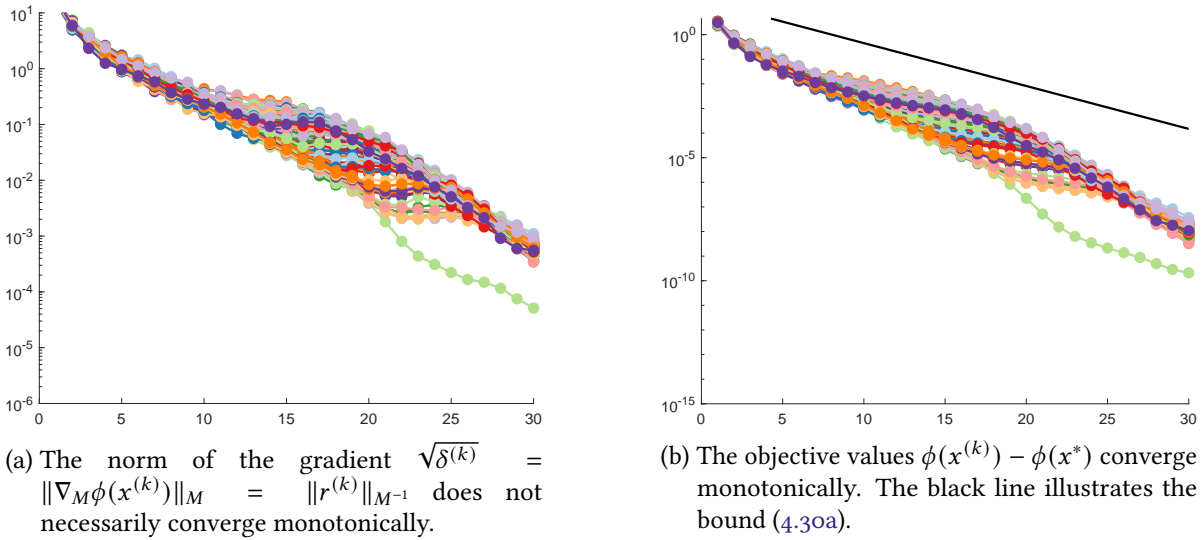 10^1
10^0
10^-1
10^-2
10^-3
10^-4
10^-5
10^-6
0 5 10 15 20 25 30
10^0
10^-5
10^-10
10^-15
0 5 10 15 20 25 30
(a) The norm of the gradient √δ^(k) =
‖∇_M ϕ(x^(k))‖_M = ‖r^(k)‖_{M^-1} does not
necessarily converge monotonically.
(b) The objective values ϕ(x^(k)) − ϕ(x^*) converge
monotonically. The black line illustrates the
bound (4.30a).